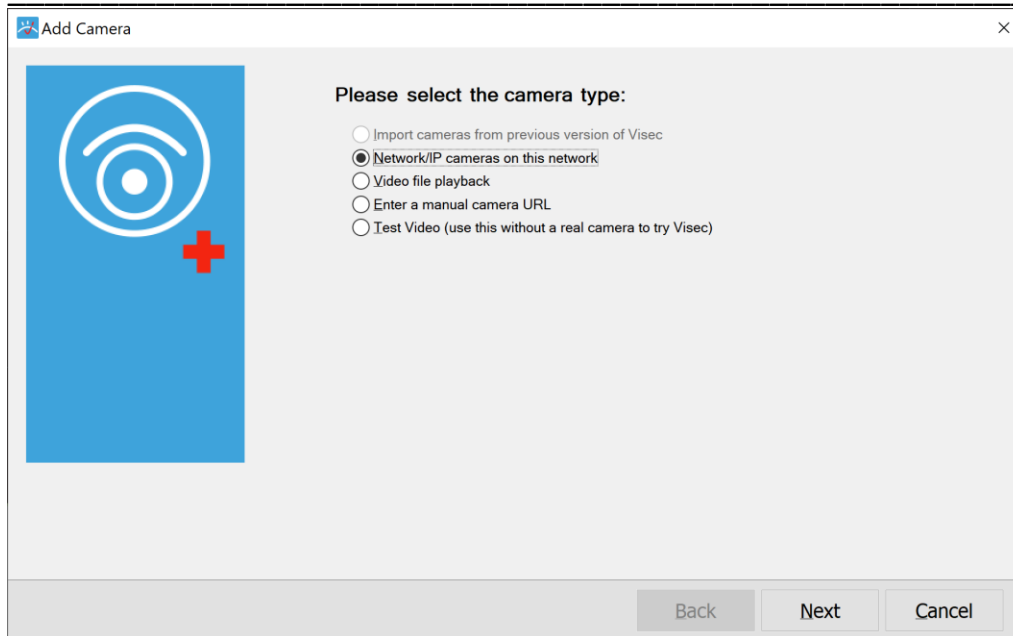 Add Camera
Please select the camera type:
Import cameras from previous version of Visec
Network/IP cameras on this network
Video file playback
Enter a manual camera URL
Test Video (use this without a real camera to try Visec)
Back Next Cancel